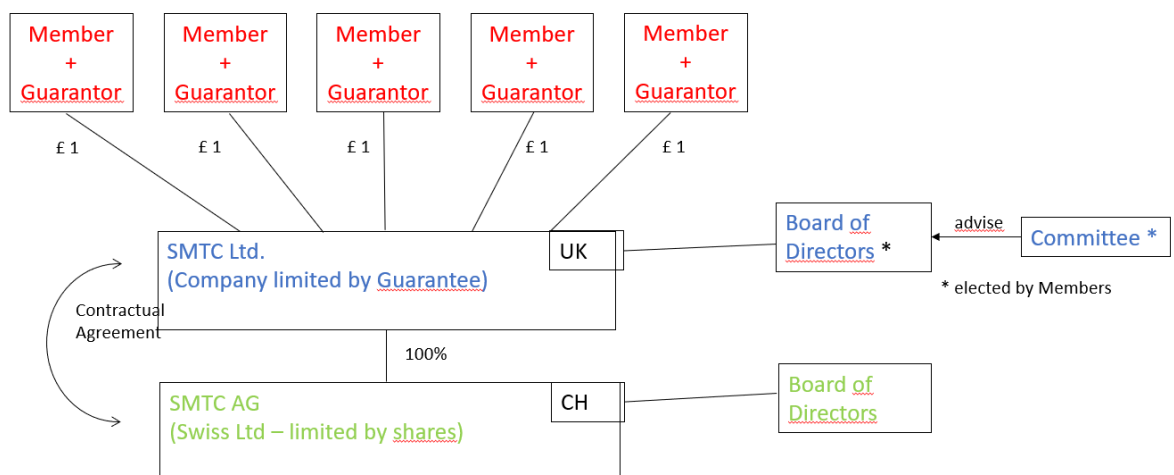 Member
+
Guarantor
Member
+
Guarantor
Member
+
Guarantor
Member
+
Guarantor
Member
+
Guarantor
£ 1
£ 1
£ 1
£ 1
£ 1
SMTC Ltd.
(Company limited by Guarantee)
UK
Board of
Directors *
advise
Committee *
* elected by Members
Contractual
Agreement
100%
SMTC AG
(Swiss Ltd – limited by shares)
CH
Board of
Directors